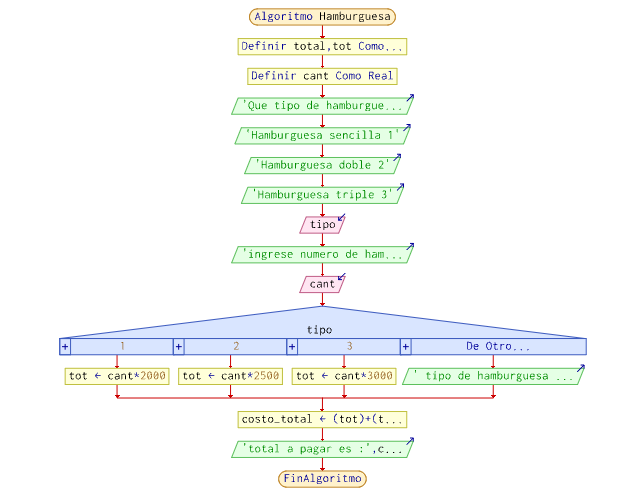 Algoritmo Hamburguesa
Definir total,tot Como...
Definir cant Como Real
'Que tipo de hamburgue...
'Hamburguesa sencilla 1'
'Hamburguesa doble 2'
'Hamburguesa triple 3'
tipo
'ingrese numero de ham...
cant
tipo
+ 1 + 2 + 3 + De Otro...
tot ← cant*2000 tot ← cant*2500 tot ← cant*3000 ' tipo de hamburguesa ...
costo_total ← (tot)+(t...
'total a pagar es :',c...
FinAlgoritmo